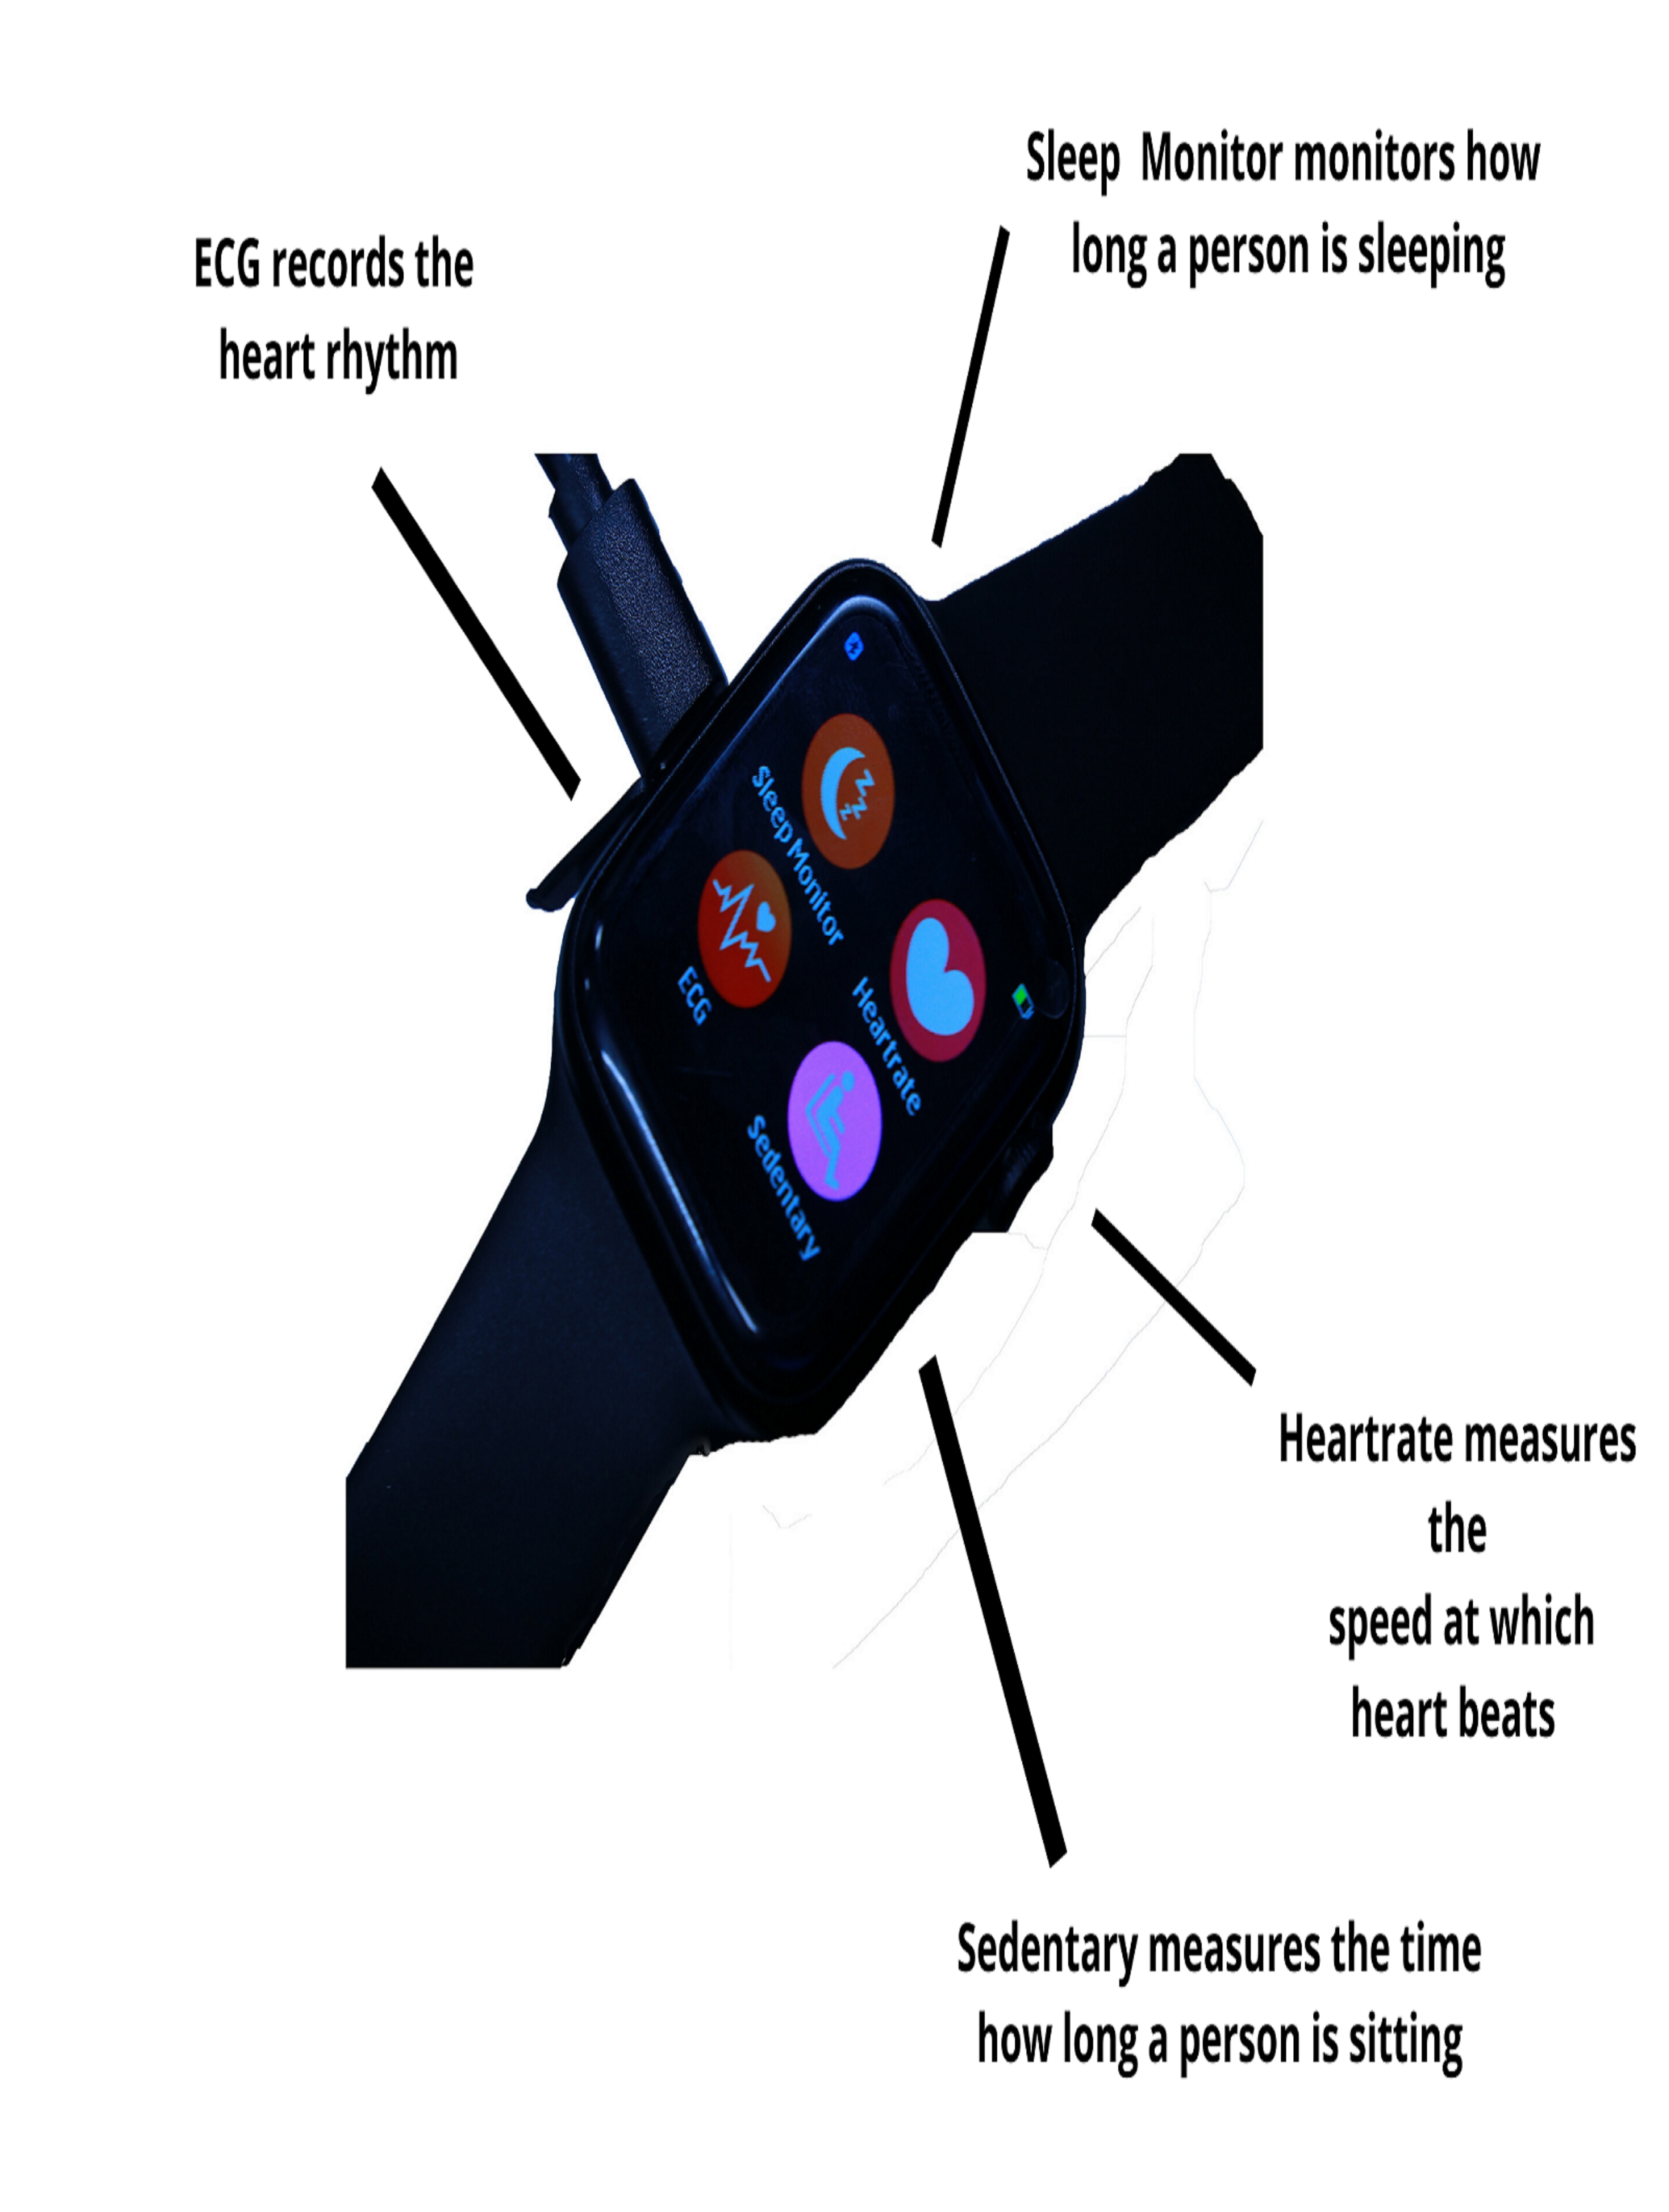 Sleep Monitor monitors how
long a person is sleeping
ECG records the
heart rhythm
Sleep Monitor
ECG
Heartrate
Sedentary
Heartrate measures
the
speed at which
heart beats
Sedentary measures the time
how long a person is sitting